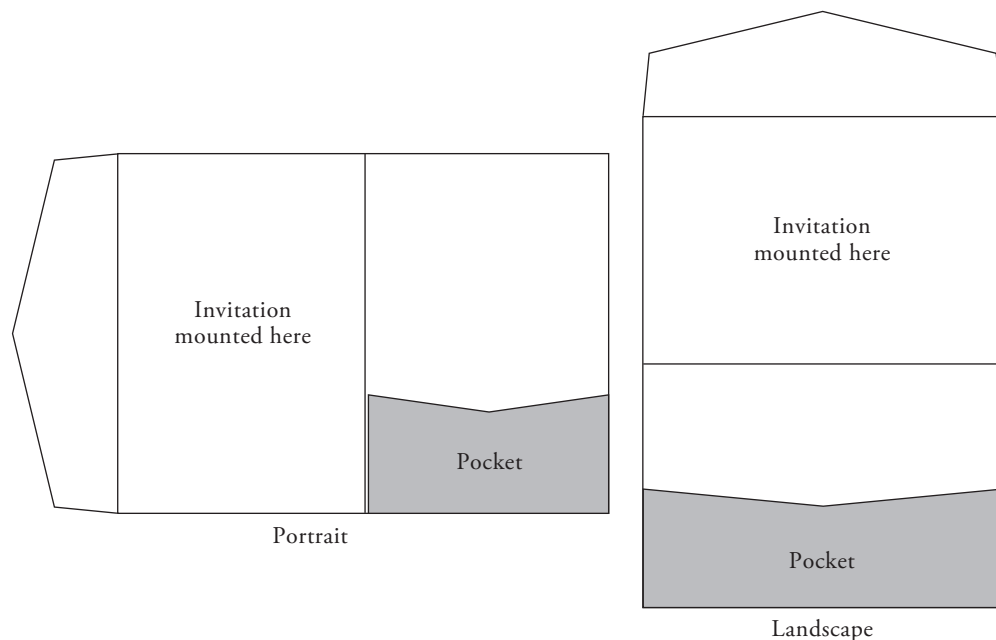 Invitation
mounted here
Pocket
Portrait
Invitation
mounted here
Pocket
Landscape